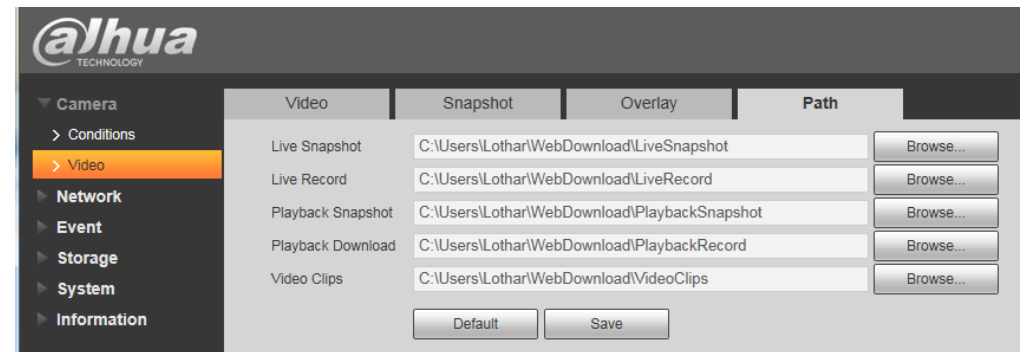 alhua
TECHNOLOGY
Camera
Conditions
Video
Network
Event
Storage
System
Information
Video Snapshot Overlay Path
Live Snapshot C:\Users\Lothar\WebDownload\LiveSnapshot Browse...
Live Record C:\Users\Lothar\WebDownload\LiveRecord Browse...
Playback Snapshot C:\Users\Lothar\WebDownload\PlaybackSnapshot Browse...
Playback Download C:\Users\Lothar\WebDownload\PlaybackRecord Browse...
Video Clips C:\Users\Lothar\WebDownload\VideoClips Browse...
Default Save